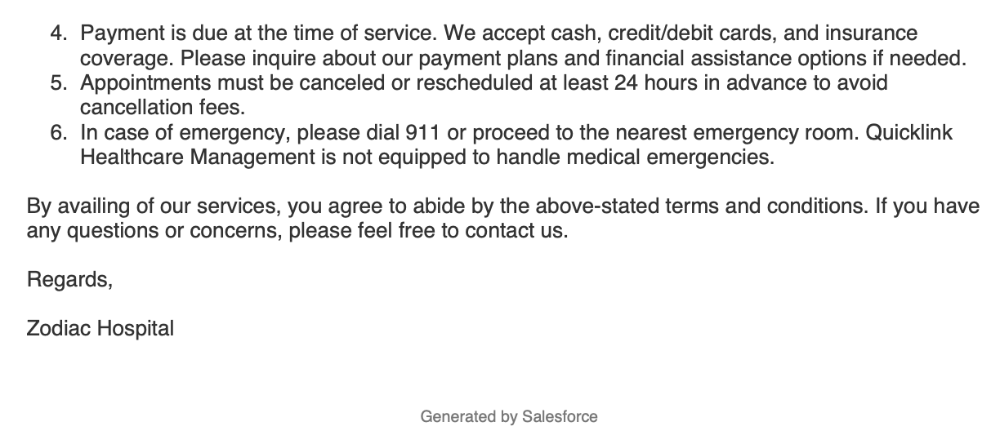 4. Payment is due at the time of service. We accept cash, credit/debit cards, and insurance
coverage. Please inquire about our payment plans and financial assistance options if needed.
5. Appointments must be canceled or rescheduled at least 24 hours in advance to avoid
cancellation fees.
6. In case of emergency, please dial 911 or proceed to the nearest emergency room. Quicklink
Healthcare Management is not equipped to handle medical emergencies.
By availing of our services, you agree to abide by the above-stated terms and conditions. If you have
any questions or concerns, please feel free to contact us.
Regards,
Zodiac Hospital
Generated by Salesforce